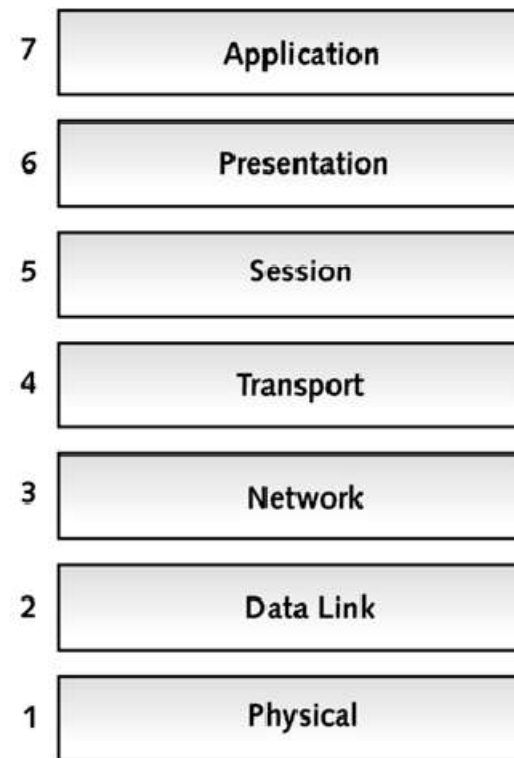 7 Application
6 Presentation
5 Session
4 Transport
3 Network
2 Data Link
1 Physical